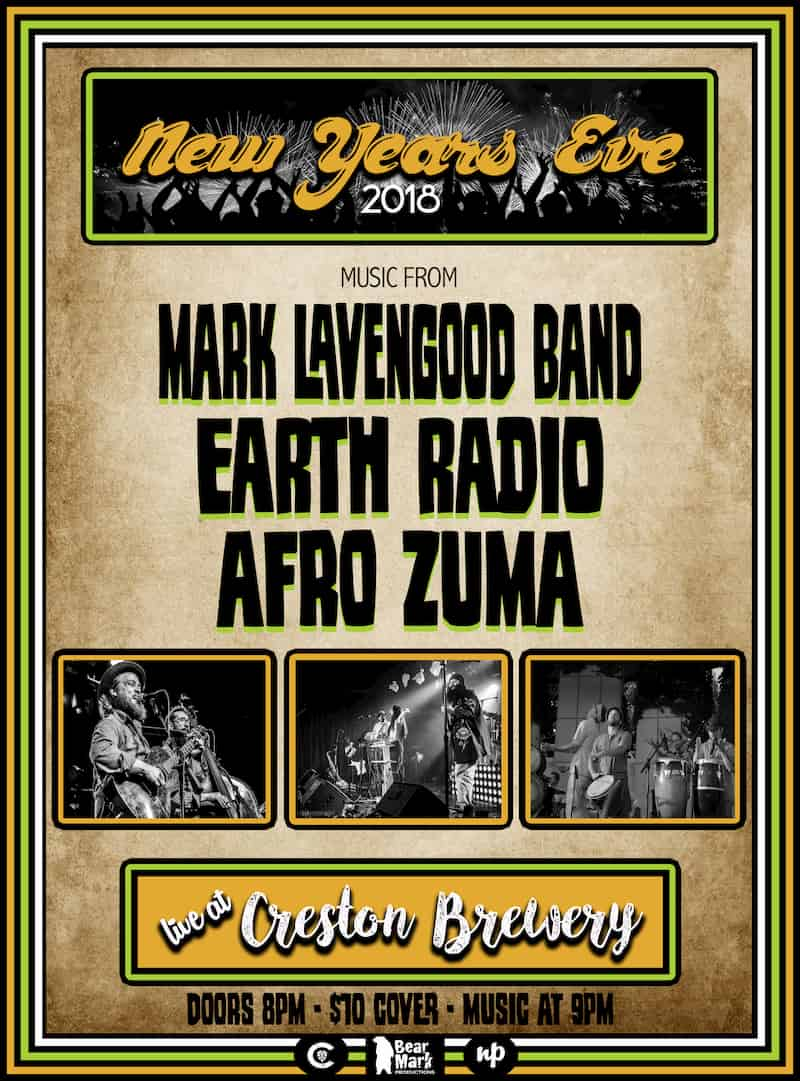 New Years Eve
2018
MUSIC FROM
MARK LAVENGOOD BAND
EARTH RADIO
AFRO ZUMA
live at Creston Brewery
DOORS 8PM - $10 COVER - MUSIC AT 9PM
C Bear Mark PRODUCTIONS np